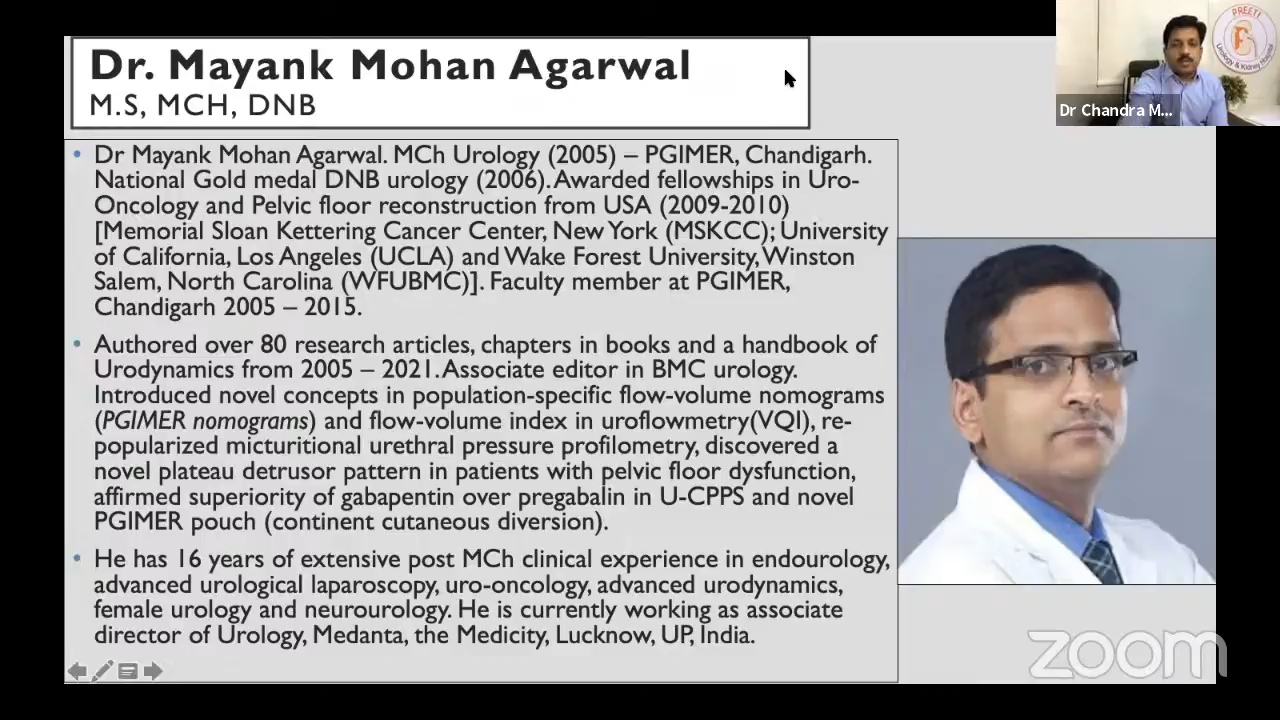 Dr. Mayank Mohan Agarwal
M.S, MCH, DNB
PREETI
Urology & Kidney Hospital
Dr Chandra M...
• Dr Mayank Mohan Agarwal. MCh Urology (2005) – PGIMER, Chandigarh.
National Gold medal DNB urology (2006). Awarded fellowships in Uro-
Oncology and Pelvic floor reconstruction from USA (2009-2010)
[Memorial Sloan Kettering Cancer Center, New York (MSKCC); University
of California, Los Angeles (UCLA) and Wake Forest University, Winston
Salem, North Carolina (WFUBMC)]. Faculty member at PGIMER,
Chandigarh 2005 – 2015.
• Authored over 80 research articles, chapters in books and a handbook of
Urodynamics from 2005 – 2021. Associate editor in BMC urology.
Introduced novel concepts in population-specific flow-volume nomograms
(PGIMER nomograms) and flow-volume index in uroflowmetry(VQI), re-
popularized micturitional urethral pressure profilometry, discovered a
novel plateau detrusor pattern in patients with pelvic floor dysfunction,
affirmed superiority of gabapentin over pregabalin in U-CPPS and novel
PGIMER pouch (continent cutaneous diversion).
• He has 16 years of extensive post MCh clinical experience in endourology,
advanced urological laparoscopy, uro-oncology, advanced urodynamics,
female urology and neurourology. He is currently working as associate
director of Urology, Medanta, the Medicity, Lucknow, UP, India.
zoom